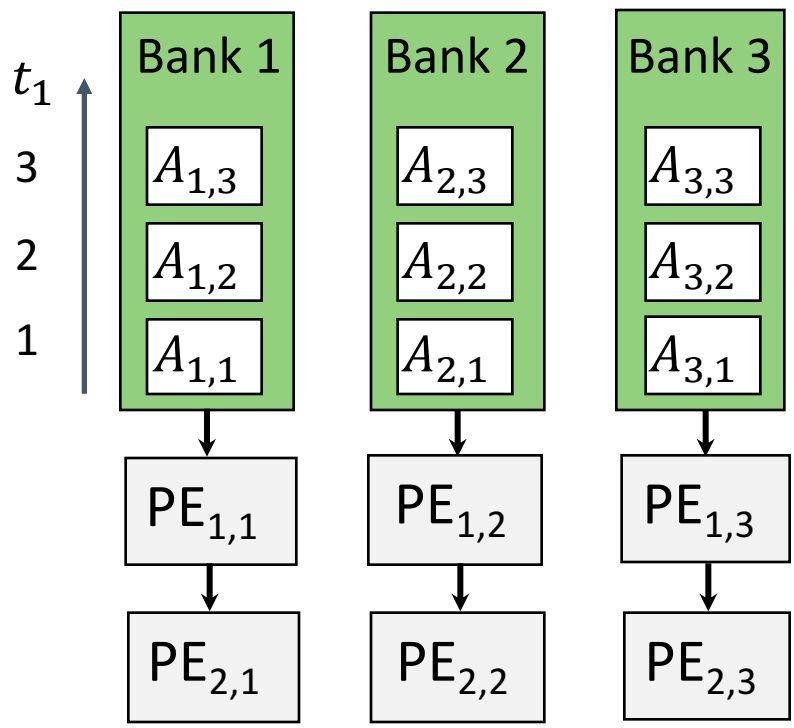 Bank 1 Bank 2 Bank 3
t₁
3 A₁,₃ A₂,₃ A₃,₃
2 A₁,₂ A₂,₂ A₃,₂
1 A₁,₁ A₂,₁ A₃,₁
PE₁,₁ PE₁,₂ PE₁,₃
PE₂,₁ PE₂,₂ PE₂,₃